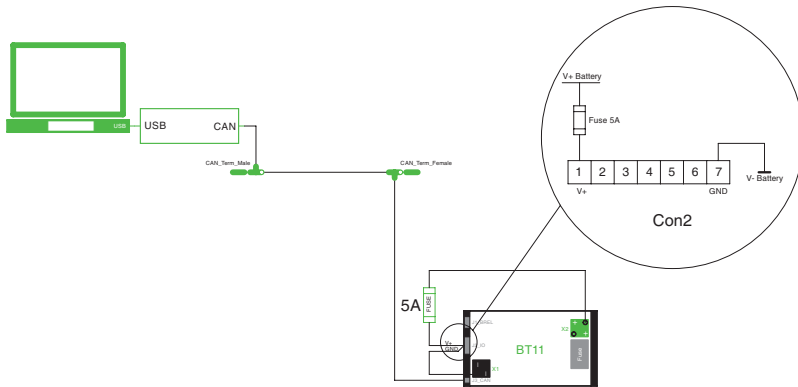 USB
USB
CAN
CAN_Term_Male
CAN_Term_Female
V+ Battery
Fuse 5A
1 2 3 4 5 6 7
V+
GND
V- Battery
Con2
5A
FUSE
V+
GND
BT11
X2
+
+
Fuse
X1